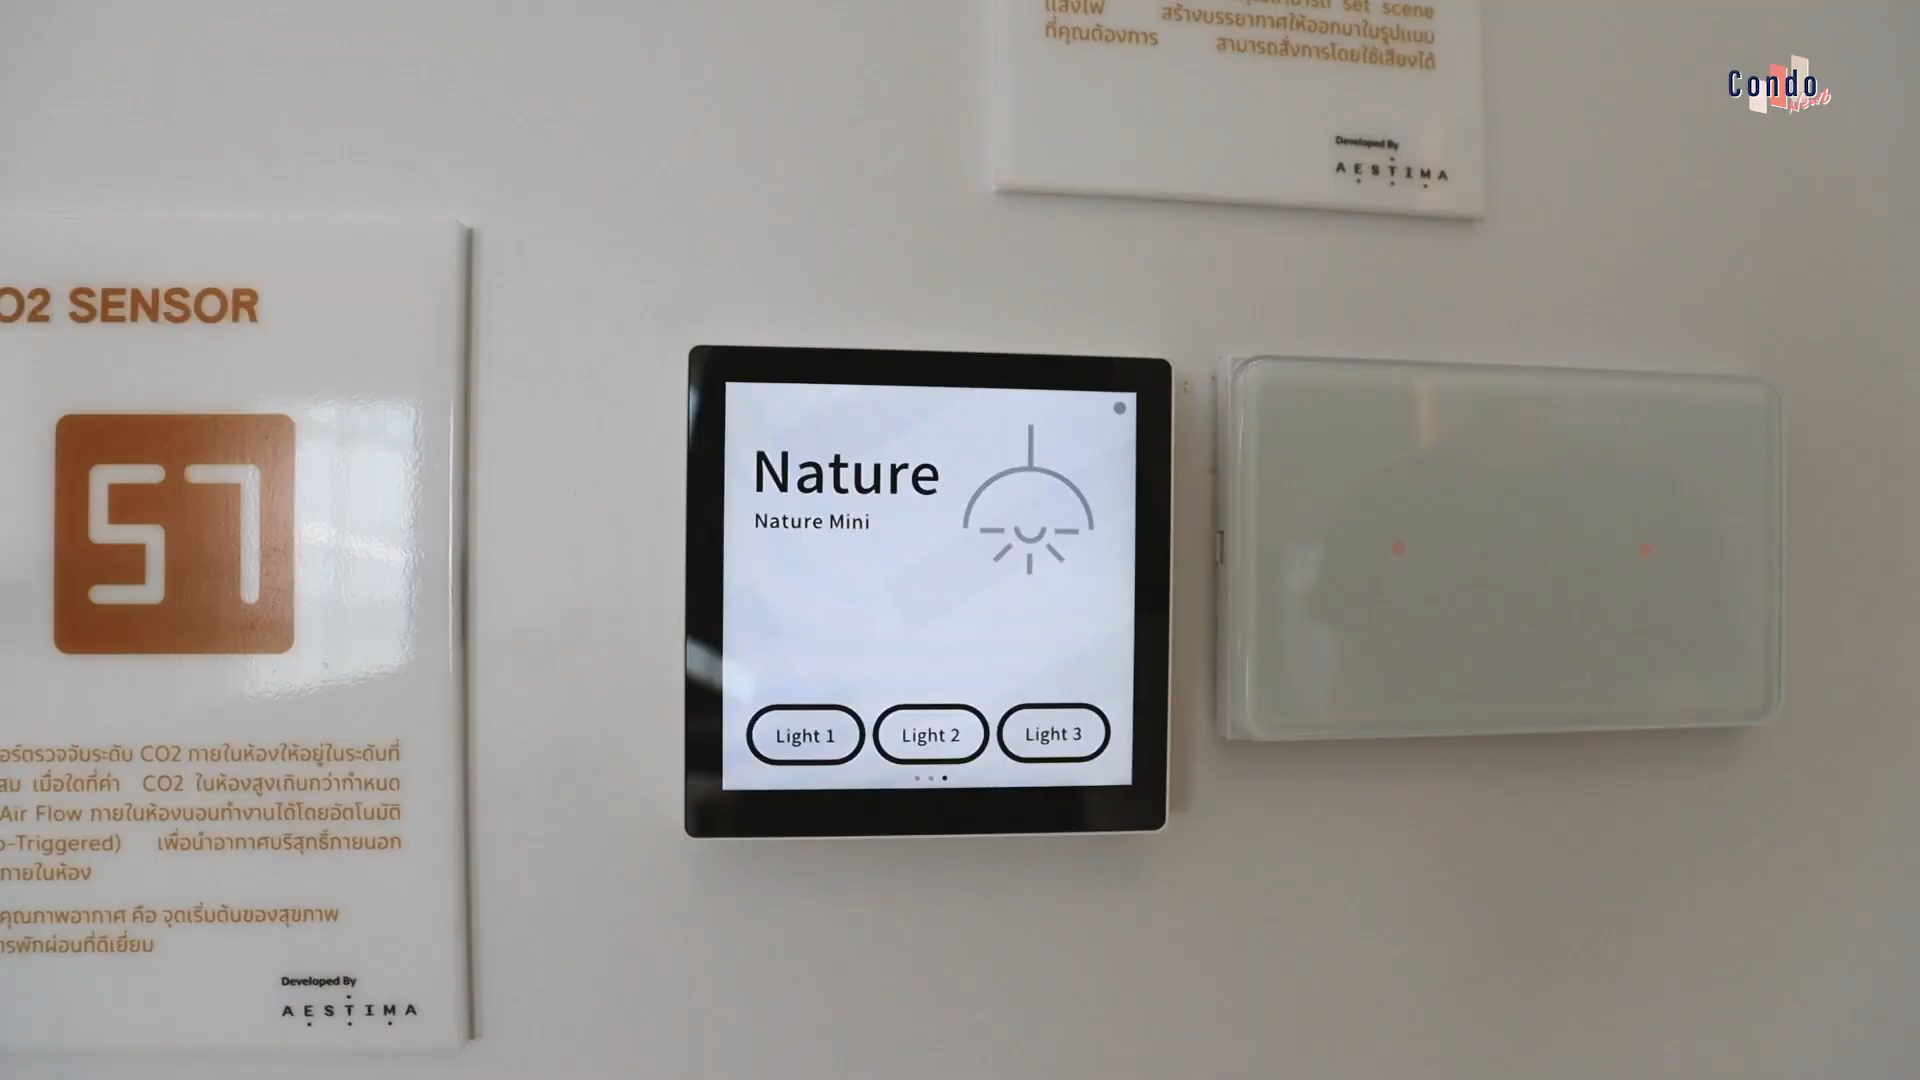 set scene
แสงไฟ สร้างบรรยากาศให้ออกมาในรูปแบบ
ที่คุณต้องการ สามารถสั่งการโดยใช้เสียงได้
Developed By
AESTIMA
Condo
News
O2 SENSOR
57
Nature
Nature Mini
Light 1
Light 2
Light 3
อร์ตรวจจับระดับ CO2 ภายในห้องให้อยู่ในระดับที่
สม เมื่อใดที่ค่า CO2 ในห้องสูงเกินกว่ากำหนด
Air Flow ภายในห้องนอนทำงานได้โดยอัตโนมัติ
o-Triggered) เพื่อนำอากาศบริสุทธิ์ภายนอก
ภายในห้อง
คุณภาพอากาศ คือ จุดเริ่มต้นของสุขภาพ
ารพักผ่อนที่ดีเยี่ยม
Developed By
AESTIMA